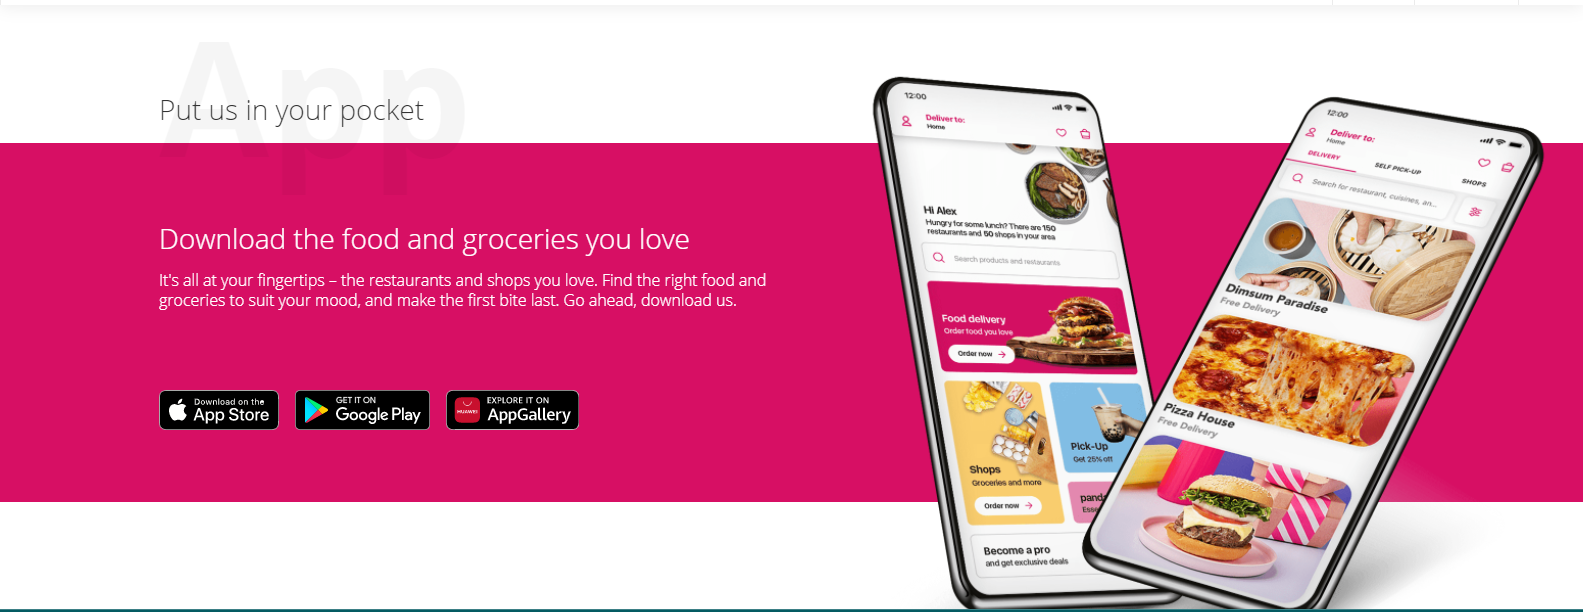 App
Put us in your pocket
Download the food and groceries you love
It's all at your fingertips – the restaurants and shops you love. Find the right food and
groceries to suit your mood, and make the first bite last. Go ahead, download us.
Download on the
App Store
GET IT ON
Google Play
HUAWEI
EXPLORE IT ON
AppGallery
12:00
Deliver to:
Home
Hi Alex
Hungry for some lunch? There are 150
restaurants and 50 shops in your area
Search products and restaurants
Food delivery
Order food you love
Order now
Shops
Groceries and more
Order now
Pick-Up
Get 25% off
panda
Become a pro
and get exclusive deals
12:00
Deliver to:
Home
DELIVERY
SELF PICK-UP
SHOPS
Search for restaurant, cuisines, an...
Dimsum Paradise
Free Delivery
Pizza House
Free Delivery